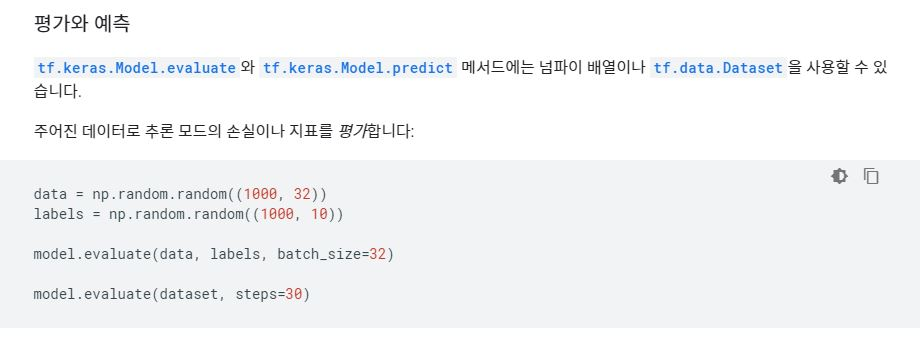 평가와 예측
tf.keras.Model.evaluate 와 tf.keras.Model.predict 메서드에는 넘파이 배열이나 tf.data.Dataset 을 사용할 수 있
습니다.
주어진 데이터로 추론 모드의 손실이나 지표를 평가합니다:
data = np.random.random((1000, 32))
labels = np.random.random((1000, 10))
model.evaluate(data, labels, batch_size=32)
model.evaluate(dataset, steps=30)